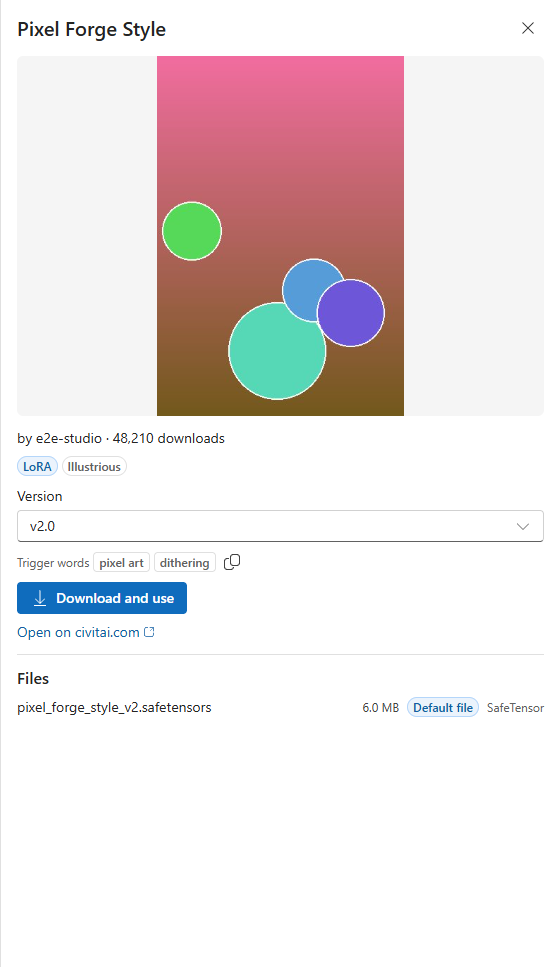 Pixel Forge Style
by e2e-studio · 48,210 downloads
LoRA Illustrious
Version
v2.0
Trigger words pixel art dithering
Download and use
Open on civitai.com
Files
pixel_forge_style_v2.safetensors 6.0 MB Default file SafeTensor